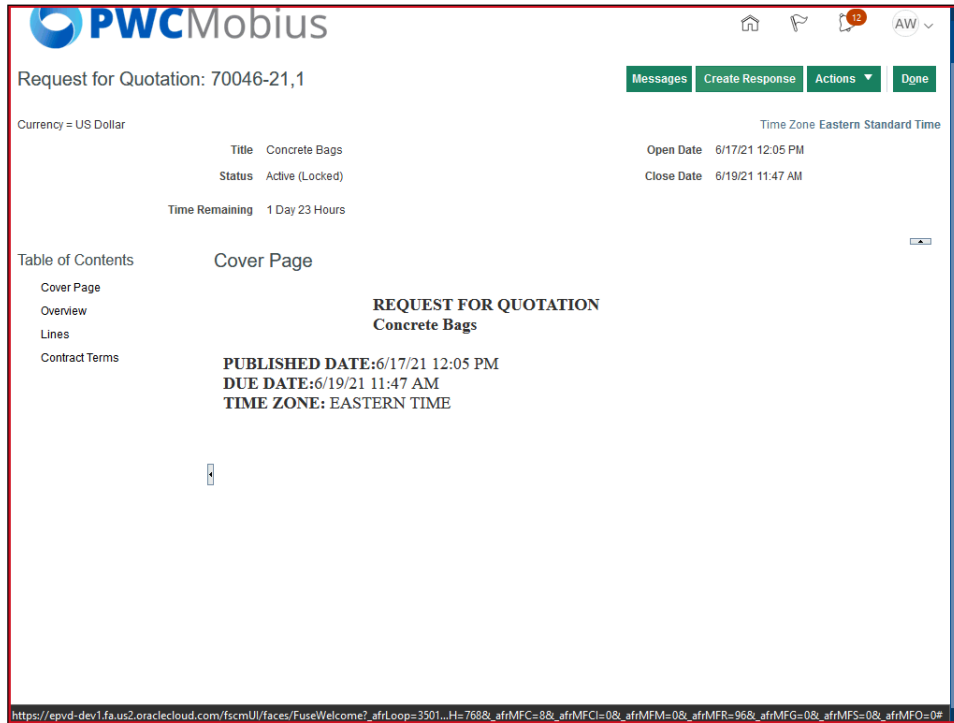 PWCMobius
12
AW
Request for Quotation: 70046-21,1
Messages
Create Response
Actions
Done
Currency = US Dollar
Time Zone Eastern Standard Time
Title Concrete Bags
Open Date 6/17/21 12:05 PM
Status Active (Locked)
Close Date 6/19/21 11:47 AM
Time Remaining 1 Day 23 Hours
Table of Contents
Cover Page
Overview
Lines
Contract Terms
Cover Page
REQUEST FOR QUOTATION
Concrete Bags
PUBLISHED DATE:6/17/21 12:05 PM
DUE DATE:6/19/21 11:47 AM
TIME ZONE: EASTERN TIME
https://epvd-dev1.fa.us2.oraclecloud.com/fscmUI/faces/FuseWelcome?_afrLoop=3501...H=768&_afrMFC=8&_afrMFCI=0&_afrMFM=0&_afrMFR=96&_afrMFG=0&_afrMFS=0&_afrMFO=0#